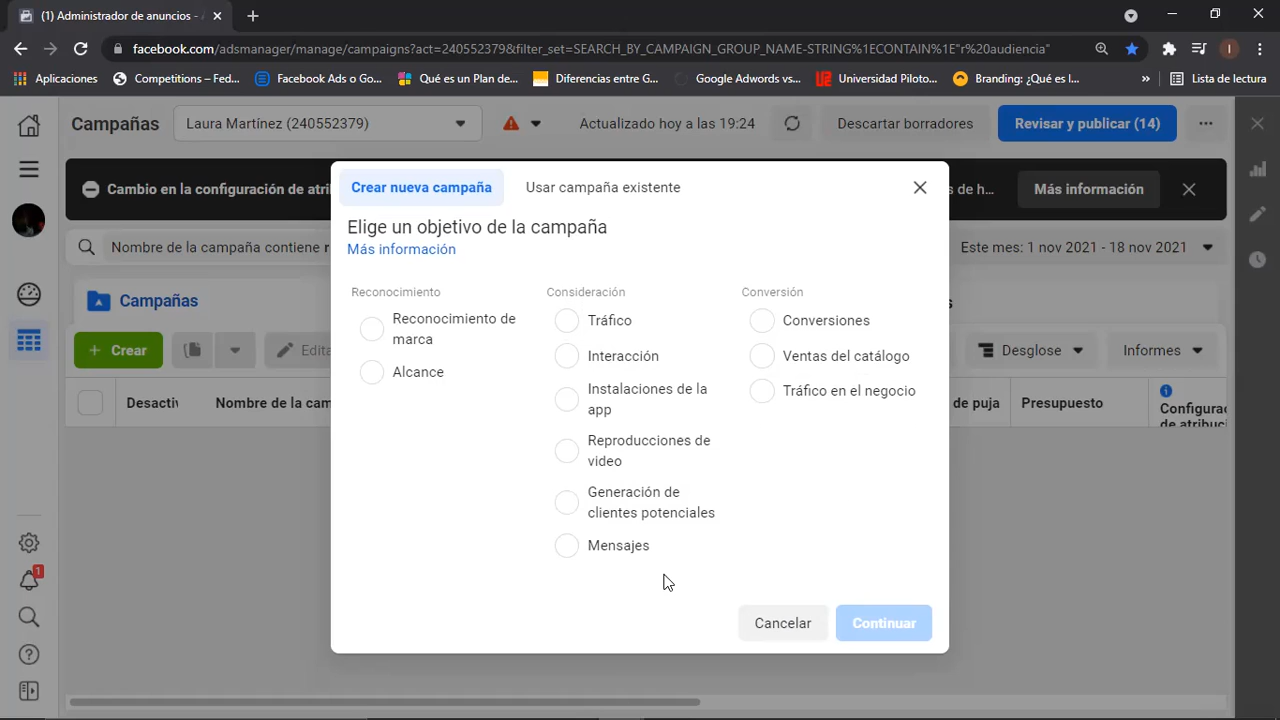 (1) Administrador de anuncios -
facebook.com/adsmanager/manage/campaigns?act=240552379&filter_set=SEARCH_BY_CAMPAIGN_GROUP_NAME-STRING%1ECONTAIN%1E"r%20audiencia"
I
Aplicaciones
Competitions – Fed...
Facebook Ads o Go...
Qué es un Plan de...
Diferencias entre G...
Google Adwords vs...
Universidad Piloto...
Branding: ¿Qué es l...
»
Lista de lectura
Campañas
Laura Martínez (240552379)
Actualizado hoy a las 19:24
Descartar borradores
Revisar y publicar (14)
Cambio en la configuración de atri
s de h...
Más información
Nombre de la campaña contiene r
Este mes: 1 nov 2021 - 18 nov 2021
Campañas
+ Crear
Edita
Desglose
Informes
Desactiv
Nombre de la cam
de puja
Presupuesto
Configurac
de atribució
1
Crear nueva campaña
Usar campaña existente
Elige un objetivo de la campaña
Más información
Reconocimiento
Reconocimiento de
marca
Alcance
Consideración
Tráfico
Interacción
Instalaciones de la
app
Reproducciones de
video
Generación de
clientes potenciales
Mensajes
Conversión
Conversiones
Ventas del catálogo
Tráfico en el negocio
Cancelar
Continuar